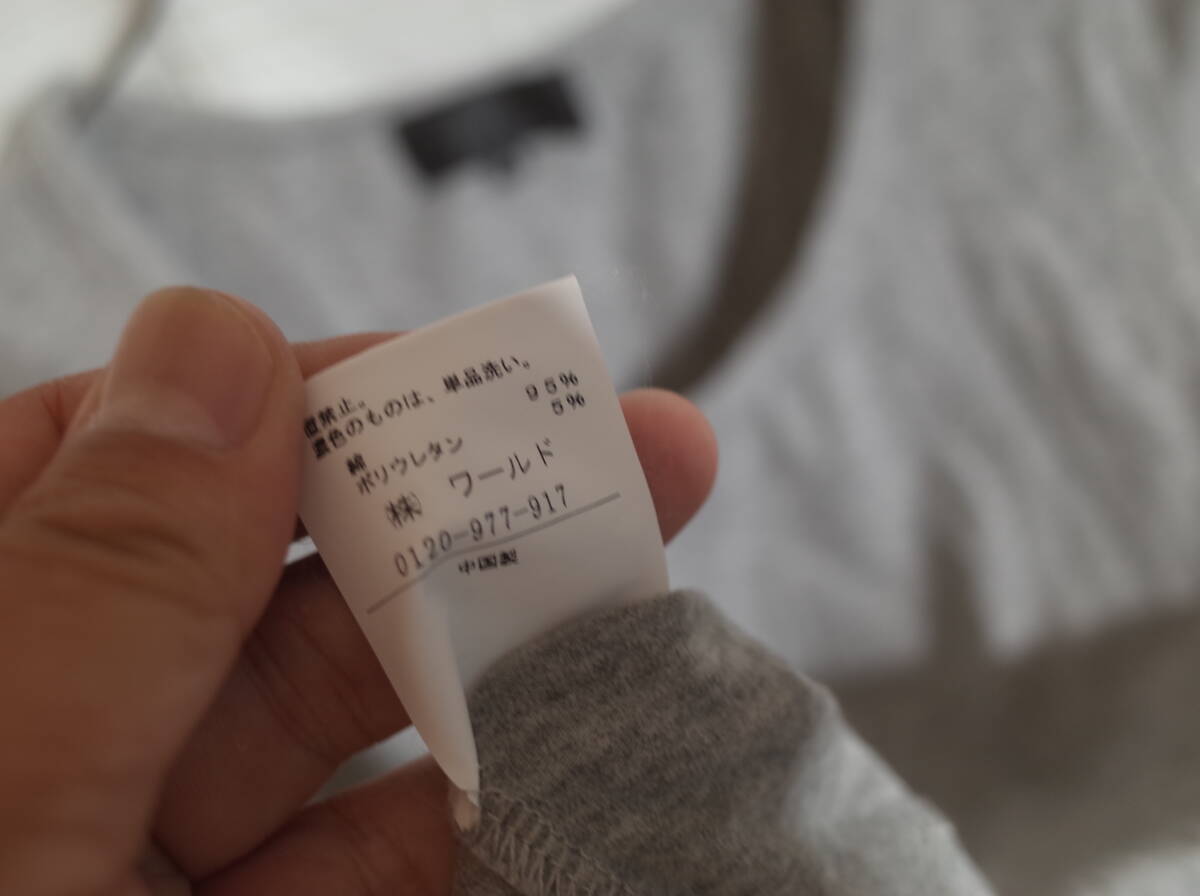 禁止。
濃色のものは、単品洗い。
綿 95%
ポリウレタン 5%
㈱ ワールド
0120-977-917
中国製